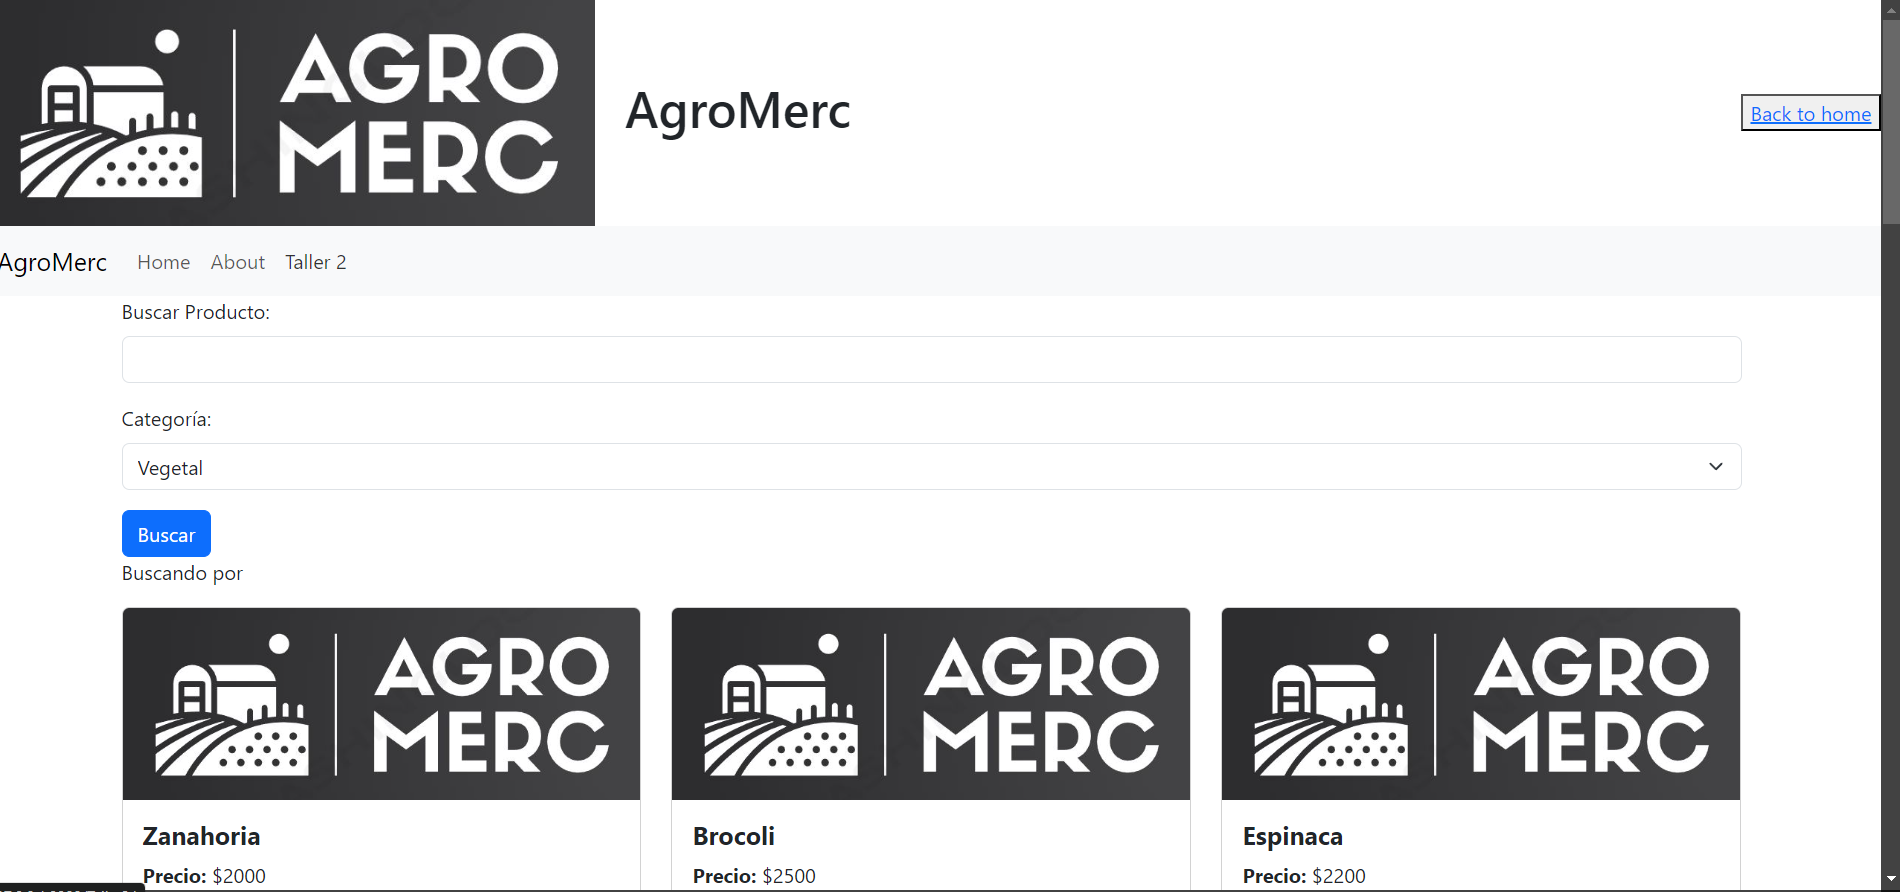 AGRO
MERC
AgroMerc
Back to home
AgroMerc Home About Taller 2
Buscar Producto:
Categoría:
Vegetal
Buscar
Buscando por
AGRO
MERC
AGRO
MERC
AGRO
MERC
Zanahoria
Precio: $2000
Brocoli
Precio: $2500
Espinaca
Precio: $2200